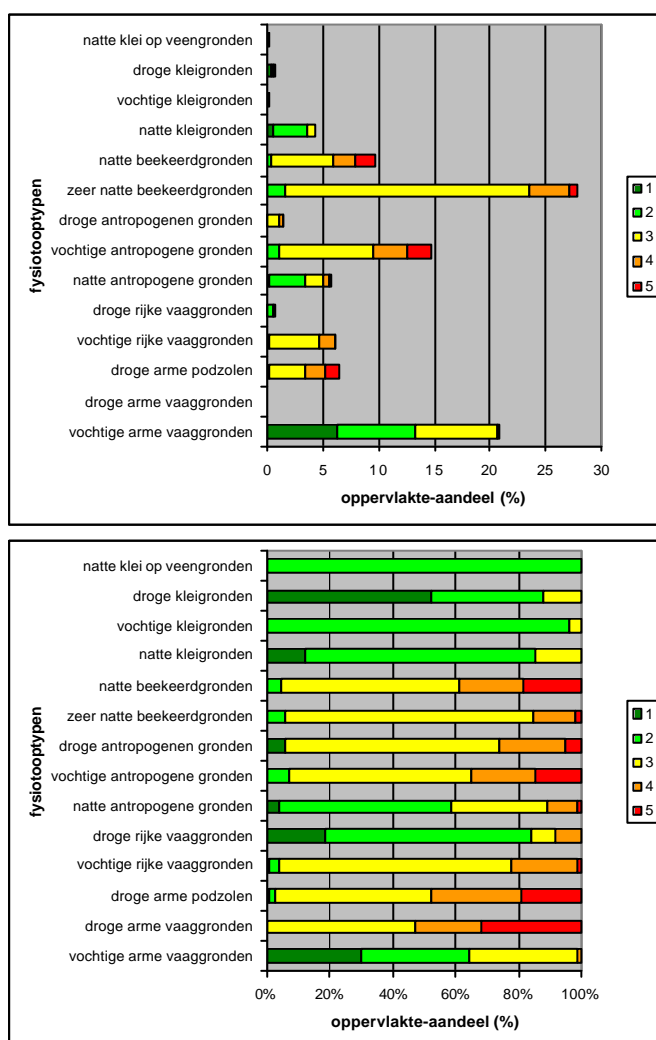 fysiotooptypen
natte klei op veengronden
droge kleigronden
vochtige kleigronden
natte kleigronden
natte beekeerdgronden
zeer natte beekeerdgronden
droge antropogenen gronden
vochtige antropogene gronden
natte antropogene gronden
droge rijke vaaggronden
vochtige rijke vaaggronden
droge arme podzolen
droge arme vaaggronden
vochtige arme vaaggronden
0 5 10 15 20 25 30
oppervlakte-aandeel (%)
1
2
3
4
5
fysiotooptypen
natte klei op veengronden
droge kleigronden
vochtige kleigronden
natte kleigronden
natte beekeerdgronden
zeer natte beekeerdgronden
droge antropogenen gronden
vochtige antropogene gronden
natte antropogene gronden
droge rijke vaaggronden
vochtige rijke vaaggronden
droge arme podzolen
droge arme vaaggronden
vochtige arme vaaggronden
0% 20% 40% 60% 80% 100%
oppervlakte-aandeel (%)
1
2
3
4
5